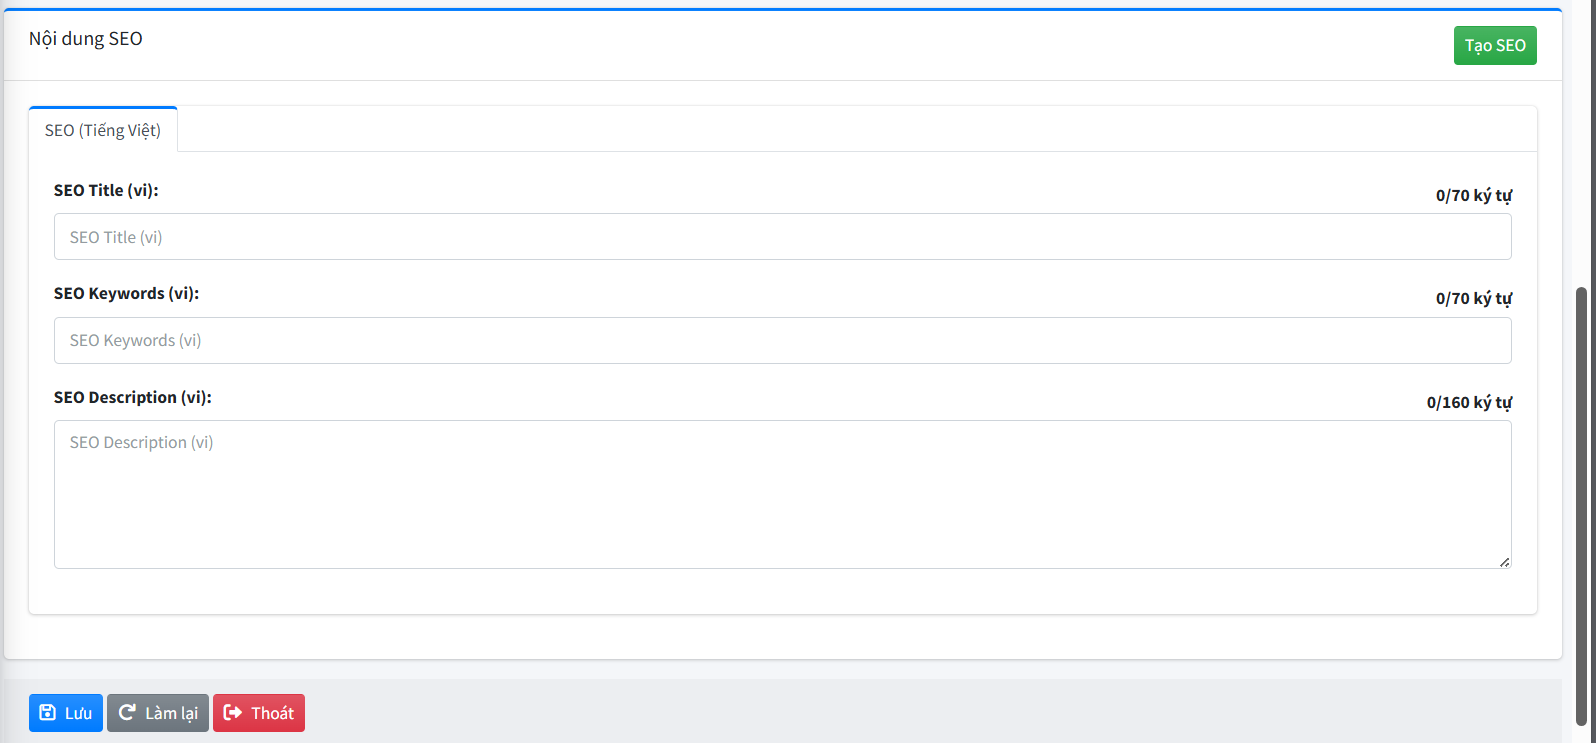 Nội dung SEO
Tạo SEO
SEO (Tiếng Việt)
SEO Title (vi):
0/70 ký tự
SEO Title (vi)
SEO Keywords (vi):
0/70 ký tự
SEO Keywords (vi)
SEO Description (vi):
0/160 ký tự
SEO Description (vi)
Lưu Làm lại Thoát